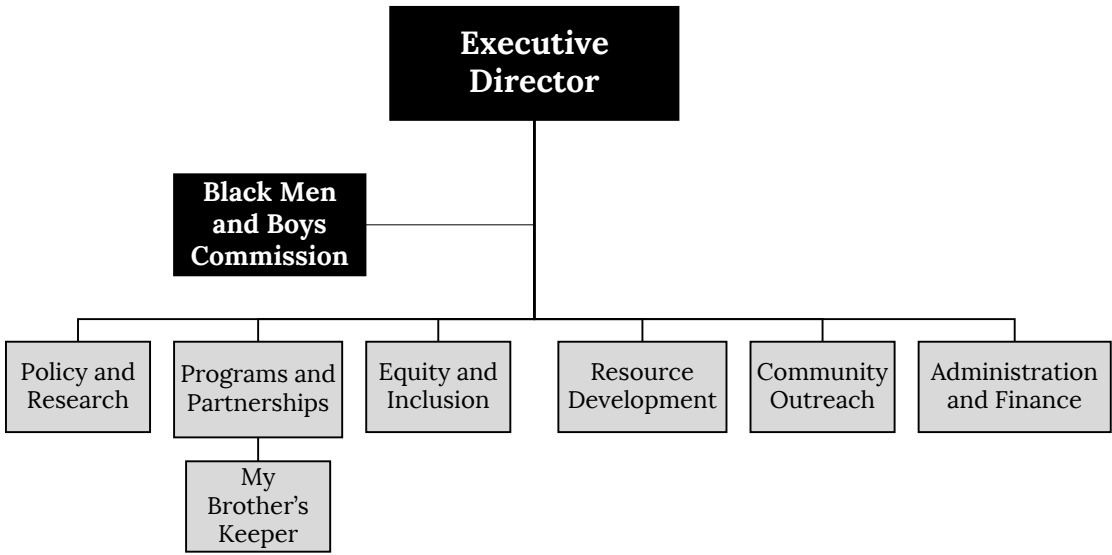 Executive
Director
Black Men
and Boys
Commission
Policy and
Research
Programs and
Partnerships
Equity and
Inclusion
Resource
Development
Community
Outreach
Administration
and Finance
My
Brother’s
Keeper